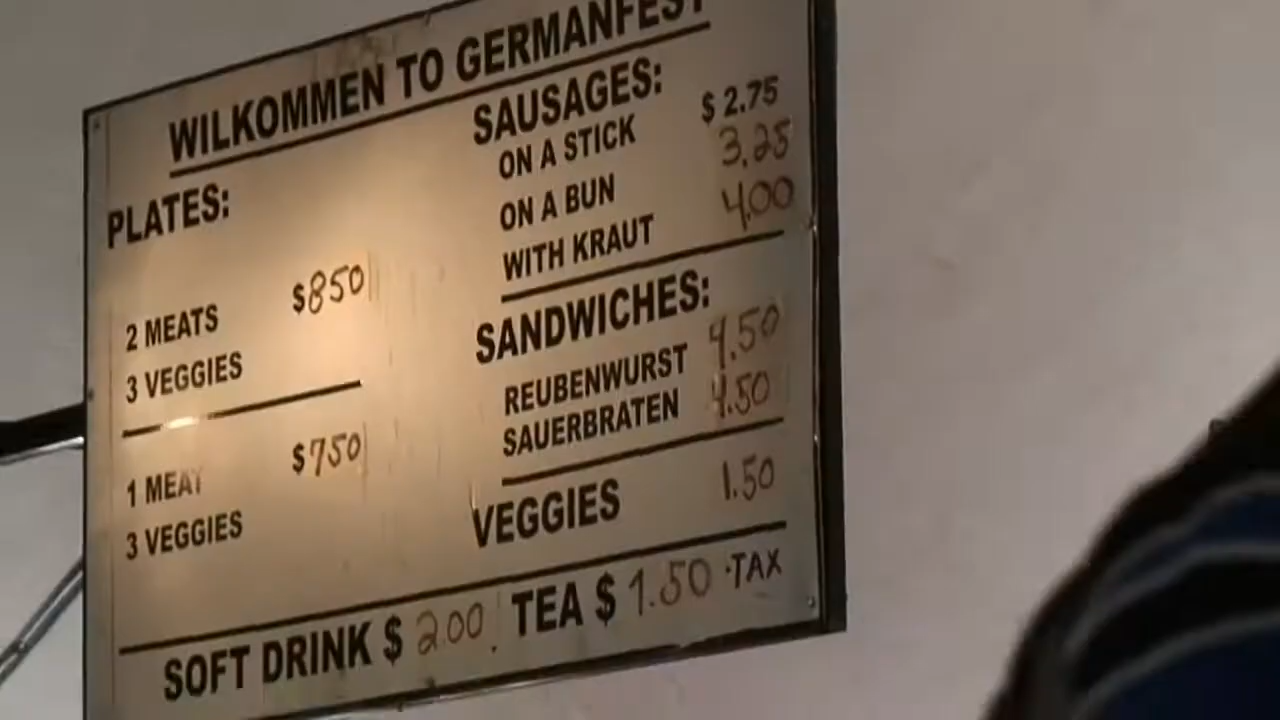 WILKOMMEN TO GERMANFEST
PLATES:
2 MEATS $850
3 VEGGIES
1 MEAT $750
3 VEGGIES
SAUSAGES:
ON A STICK $2.75
ON A BUN 3.25
WITH KRAUT 4.00
SANDWICHES:
REUBENWURST 4.50
SAUERBRATEN 4.50
VEGGIES 1.50
SOFT DRINK $ 2.00 TEA $ 1.50 ·TAX